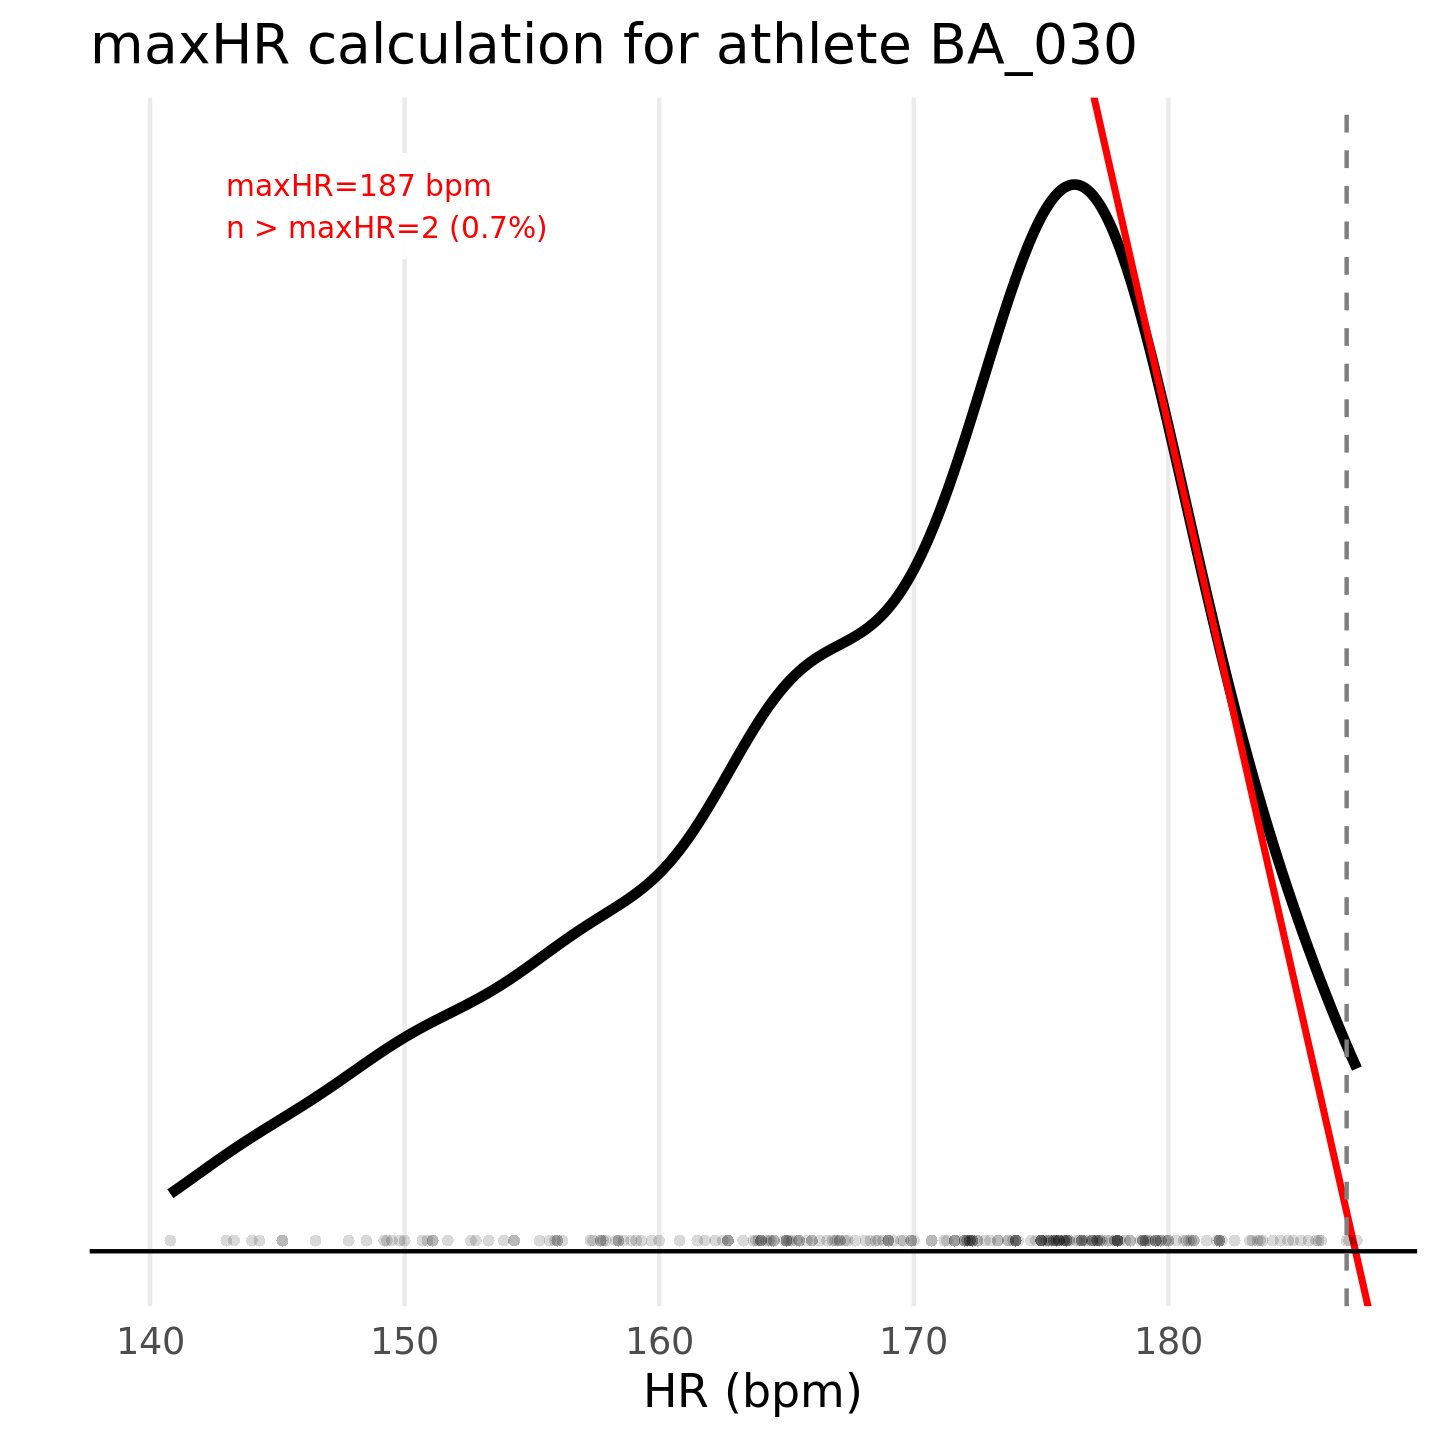 maxHR calculation for athlete BA_030
maxHR=187 bpm
n > maxHR=2 (0.7%)
140 150 160 170 180
HR (bpm)